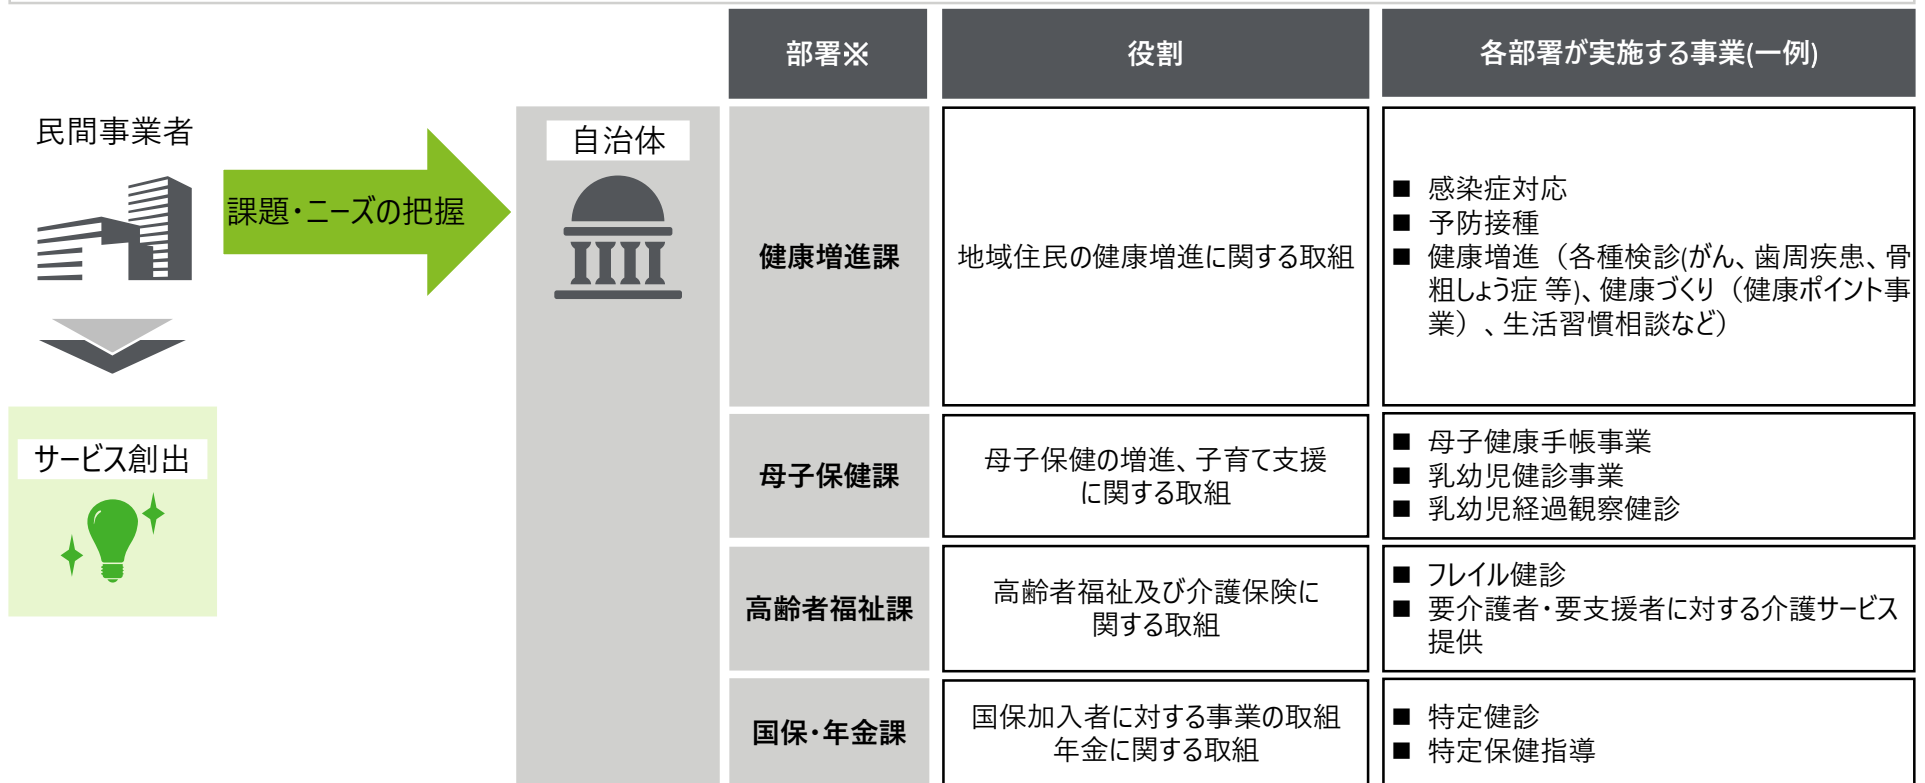 部署※
役割
各部署が実施する事業(一例)
民間事業者
課題・ニーズの把握
サービス創出
自治体
健康増進課
地域住民の健康増進に関する取組
■ 感染症対応
■ 予防接種
■ 健康増進（各種検診(がん、歯周疾患、骨
粗しょう症 等)、健康づくり（健康ポイント事
業）、生活習慣相談など）
母子保健課
母子保健の増進、子育て支援
に関する取組
■ 母子健康手帳事業
■ 乳幼児健診事業
■ 乳幼児経過観察健診
高齢者福祉課
高齢者福祉及び介護保険に
関する取組
■ フレイル健診
■ 要介護者・要支援者に対する介護サービス
提供
国保・年金課
国保加入者に対する事業の取組
年金に関する取組
■ 特定健診
■ 特定保健指導